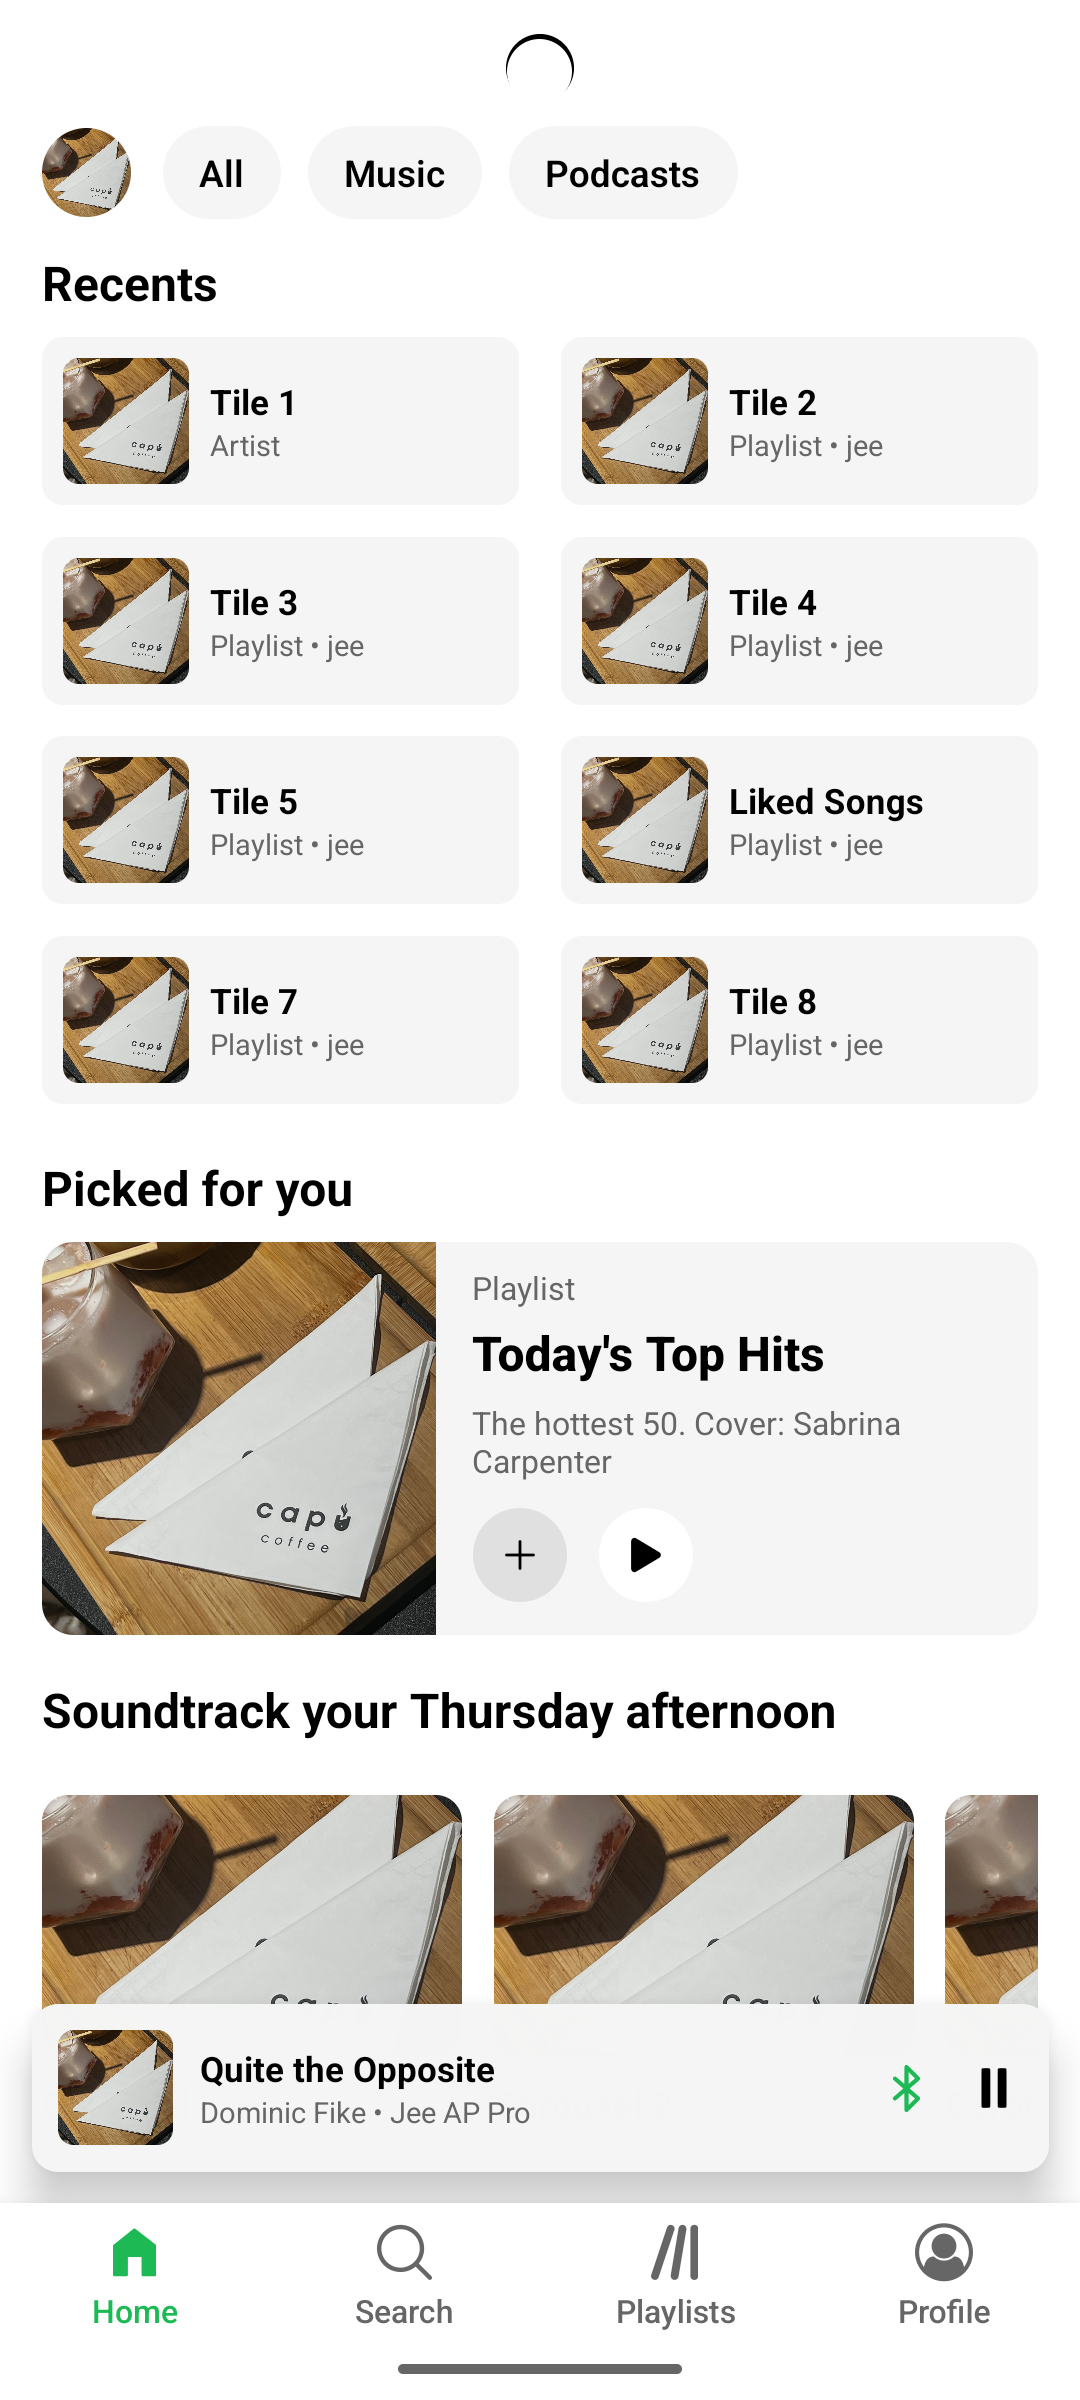 All
Music
Podcasts
Recents
Tile 1
Artist
Tile 2
Playlist • jee
Tile 3
Playlist • jee
Tile 4
Playlist • jee
Tile 5
Playlist • jee
Liked Songs
Playlist • jee
Tile 7
Playlist • jee
Tile 8
Playlist • jee
Picked for you
capu
coffee
Playlist
Today's Top Hits
The hottest 50. Cover: Sabrina
Carpenter
Soundtrack your Thursday afternoon
Quite the Opposite
Dominic Fike • Jee AP Pro
Home
Search
Playlists
Profile